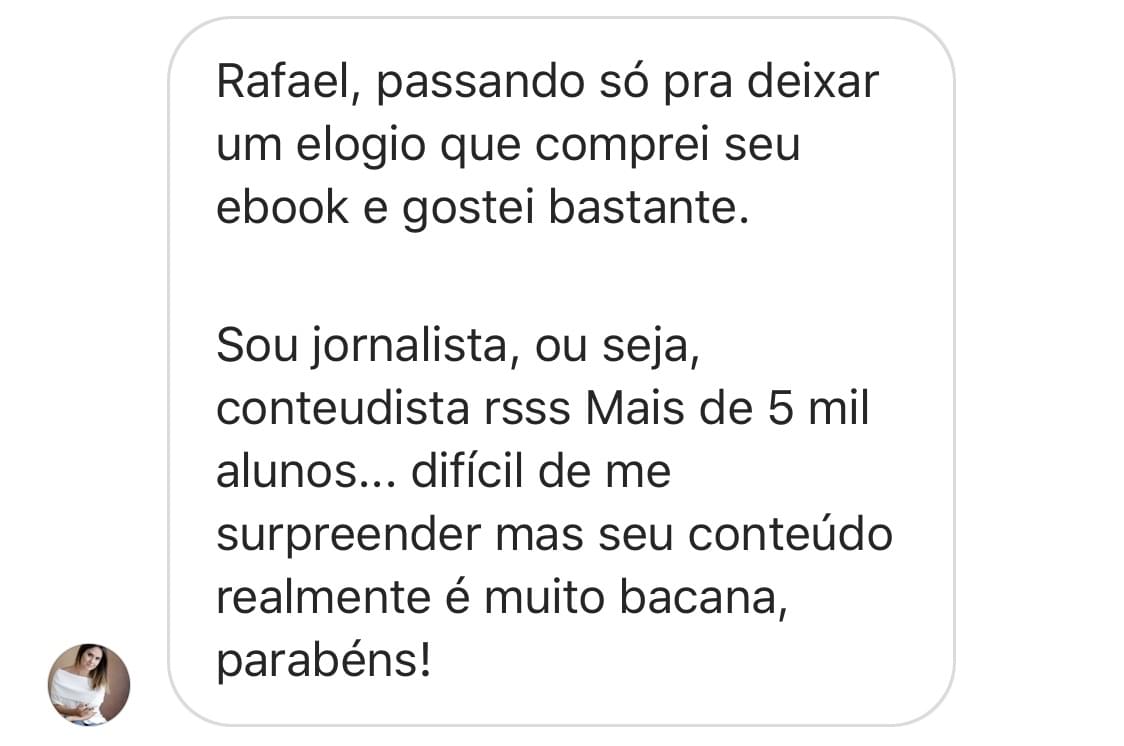 Rafael, passando só pra deixar
um elogio que comprei seu
ebook e gostei bastante.
Sou jornalista, ou seja,
conteudista rsss Mais de 5 mil
alunos... difícil de me
surpreender mas seu conteúdo
realmente é muito bacana,
parabéns!